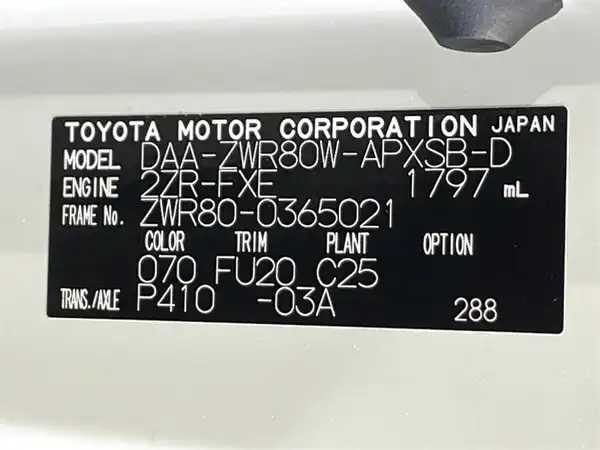 TOYOTA MOTOR CORPORATION JAPAN
MODEL DAA-ZWR80W-APXSB-D
ENGINE 2ZR-FXE 1797 mL
FRAME No. ZWR80-0365021
COLOR TRIM PLANT OPTION
070 FU20 C25
TRANS./AXLE P410 -03A 288